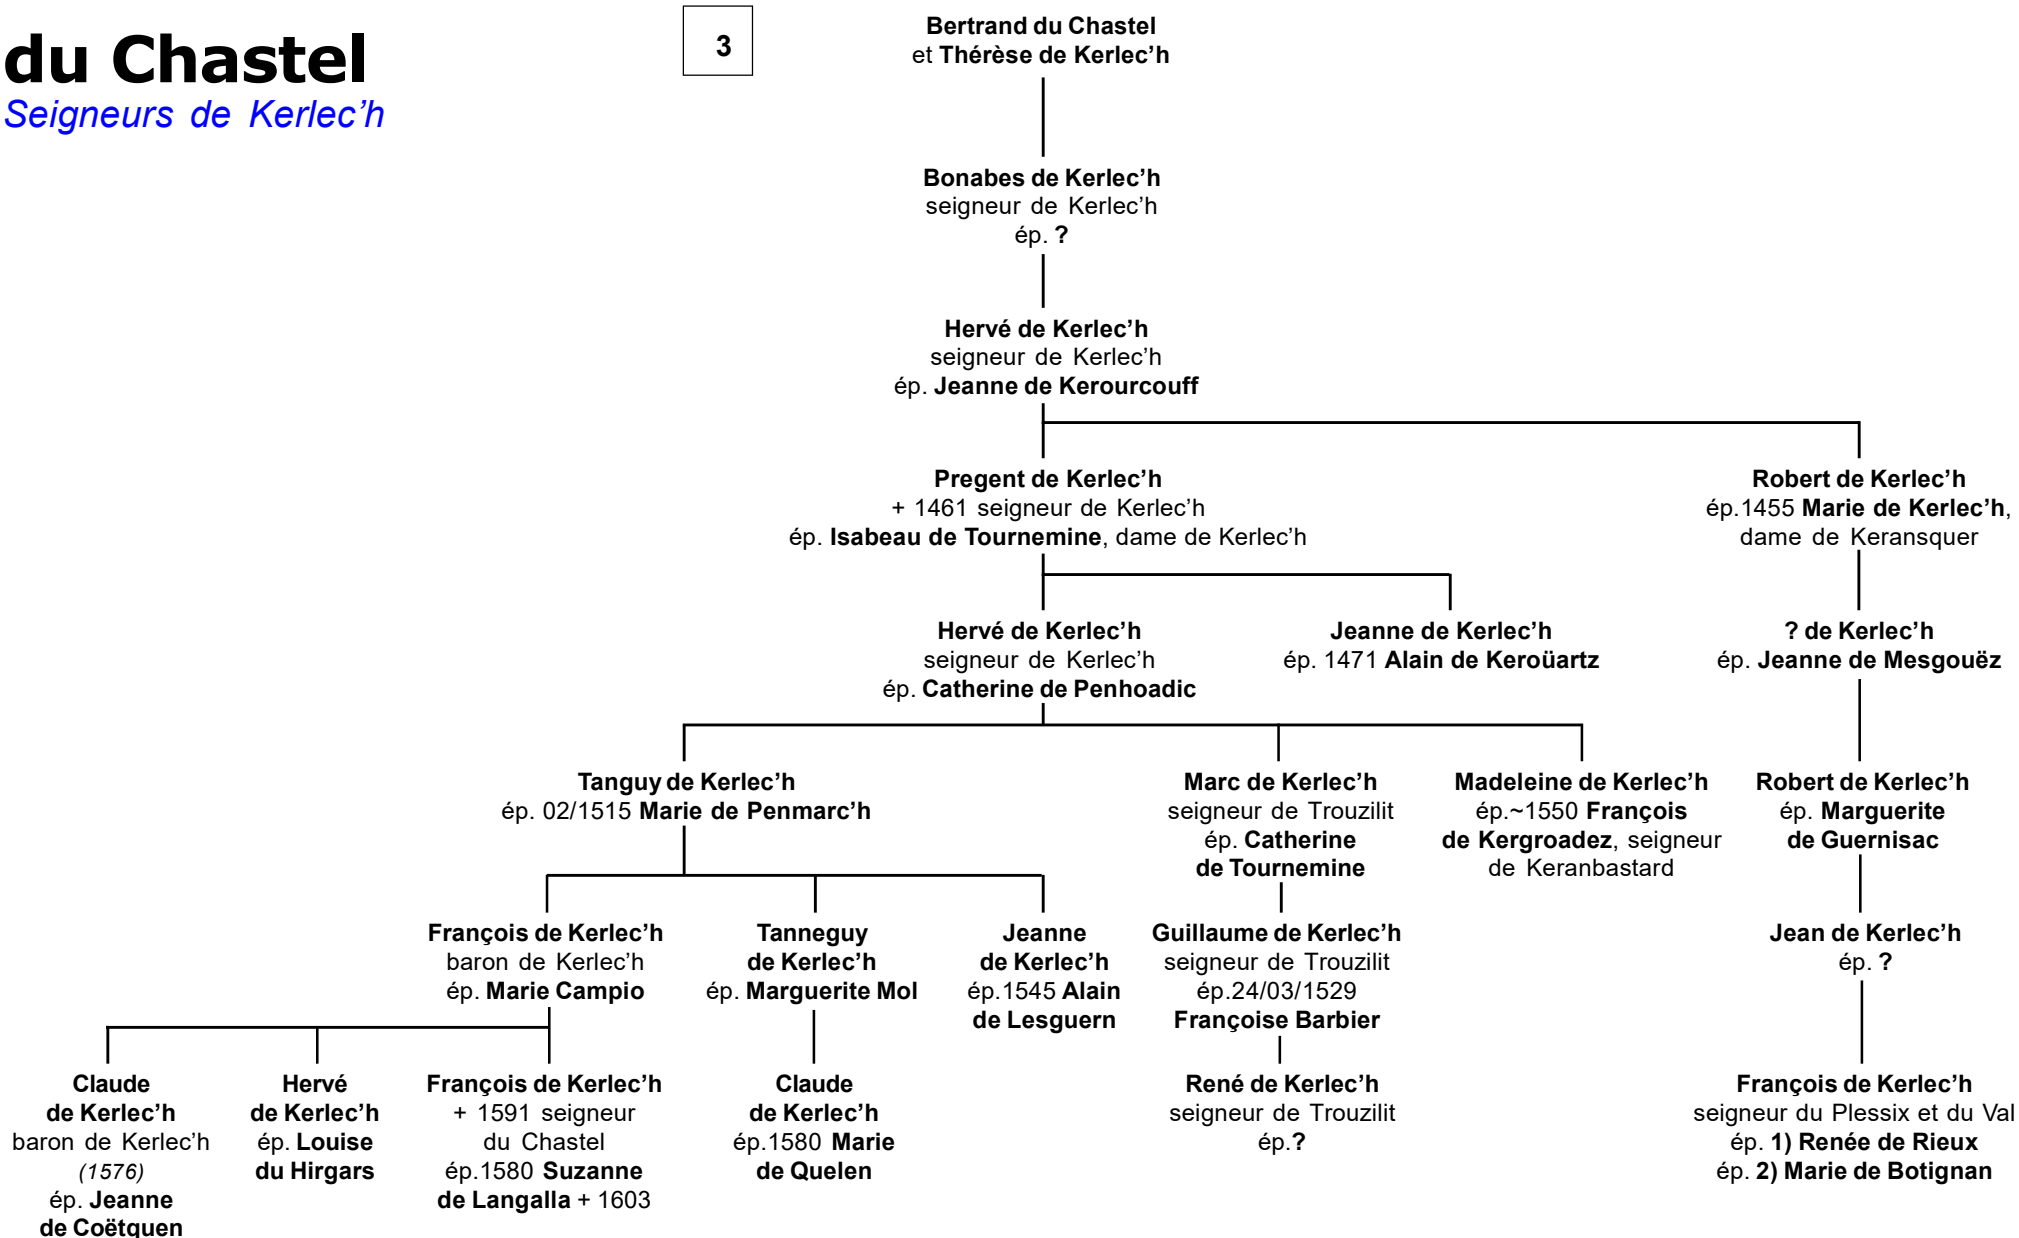 du Chastel
Seigneurs de Kerlec’h
3
Bertrand du Chastel
et Thérèse de Kerlec’h
Bonabes de Kerlec’h
seigneur de Kerlec’h
ép. ?
Hervé de Kerlec’h
seigneur de Kerlec’h
ép. Jeanne de Kerourcouff
Pregent de Kerlec’h
+ 1461 seigneur de Kerlec’h
ép. Isabeau de Tournemine, dame de Kerlec’h
Robert de Kerlec’h
ép.1455 Marie de Kerlec’h,
dame de Keransquer
Hervé de Kerlec’h
seigneur de Kerlec’h
ép. Catherine de Penhoadic
Jeanne de Kerlec’h
ép. 1471 Alain de Keroüartz
? de Kerlec’h
ép. Jeanne de Mesgouëz
Tanguy de Kerlec’h
ép. 02/1515 Marie de Penmarc’h
Marc de Kerlec’h
seigneur de Trouzilit
ép. Catherine
de Tournemine
Madeleine de Kerlec’h
ép.~1550 François
de Kergroadez, seigneur
de Keranbastard
Robert de Kerlec’h
ép. Marguerite
de Guernisac
François de Kerlec’h
baron de Kerlec’h
ép. Marie Campio
Tanneguy
de Kerlec’h
ép. Marguerite Mol
Jeanne
de Kerlec’h
ép.1545 Alain
de Lesguern
Guillaume de Kerlec’h
seigneur de Trouzilit
ép.24/03/1529
Françoise Barbier
Jean de Kerlec’h
ép. ?
Claude
de Kerlec’h
baron de Kerlec’h
(1576)
ép. Jeanne
de Coëtquen
Hervé
de Kerlec’h
ép. Louise
du Hirgars
François de Kerlec’h
+ 1591 seigneur
du Chastel
ép.1580 Suzanne
de Langalla + 1603
Claude
de Kerlec’h
ép.1580 Marie
de Quelen
René de Kerlec’h
seigneur de Trouzilit
ép.?
François de Kerlec’h
seigneur du Plessix et du Val
ép. 1) Renée de Rieux
ép. 2) Marie de Botignan